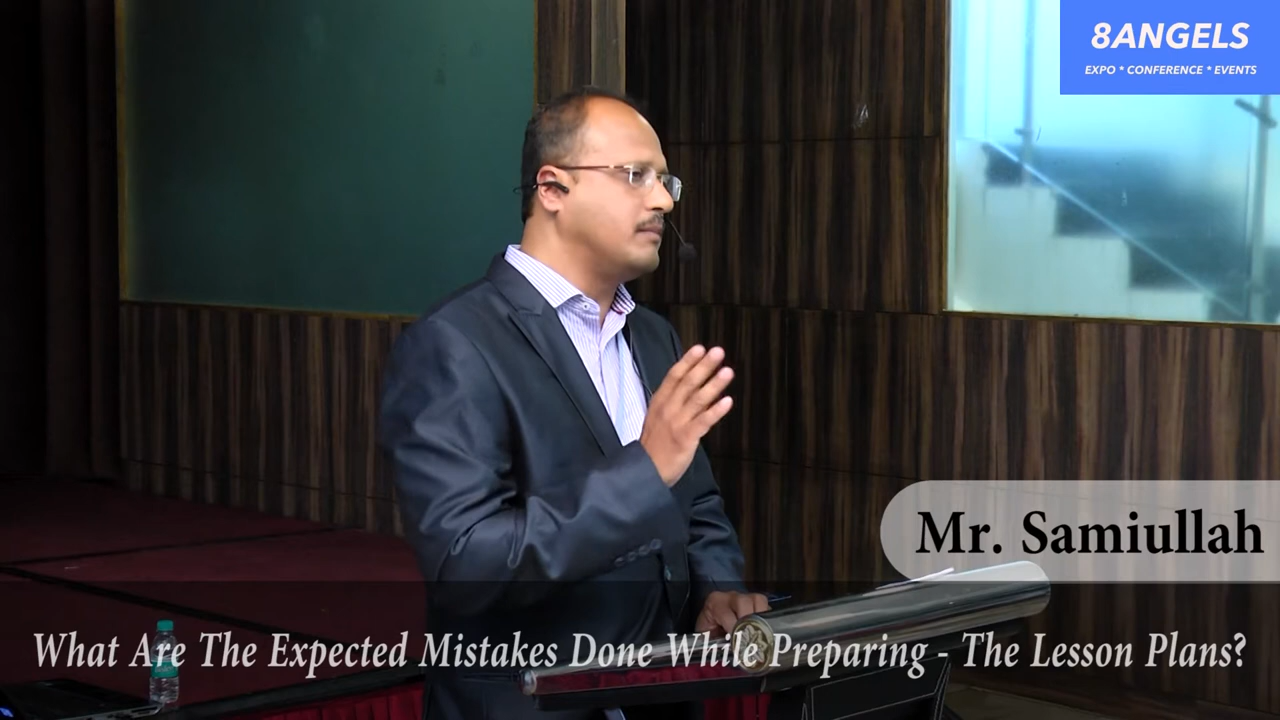 8ANGELS
EXPO * CONFERENCE * EVENTS
Mr. Samiullah
What Are The Expected Mistakes Done While Preparing - The Lesson Plans?